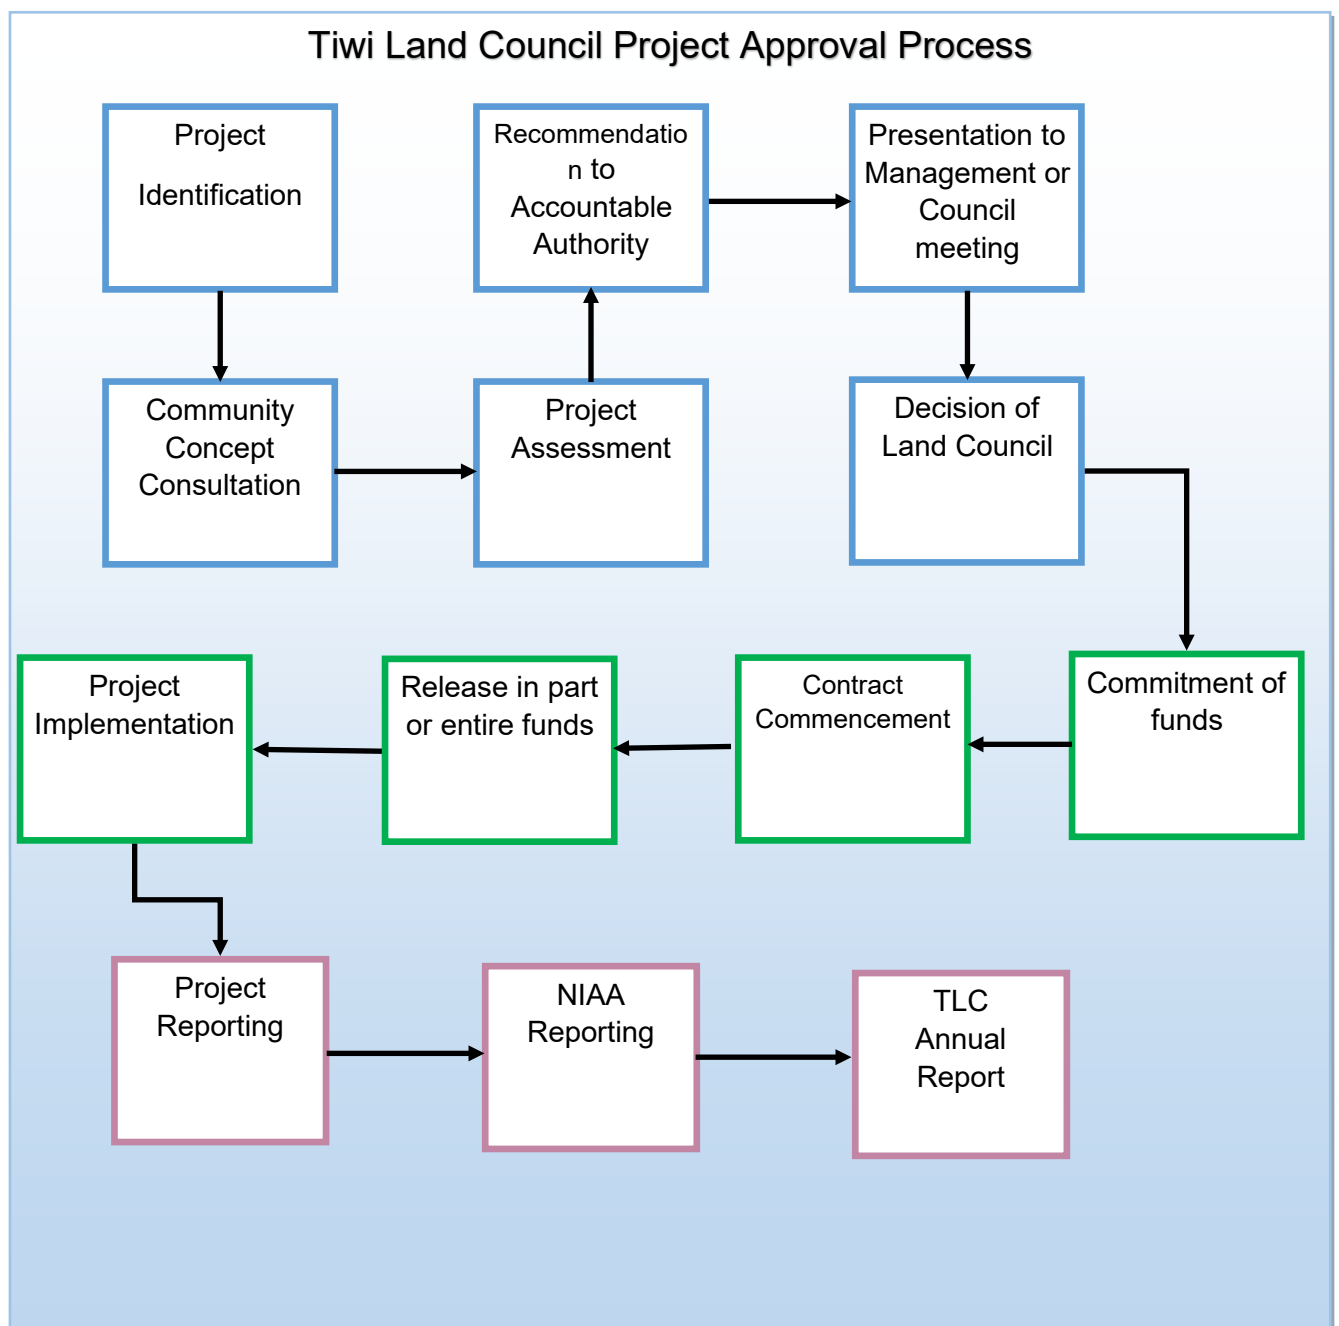 Tiwi Land Council Project Approval Process
Project
Identification
Community
Concept
Consultation
Project
Assessment
Recommendatio
n to
Accountable
Authority
Presentation to
Management or
Council
meeting
Decision of
Land Council
Commitment of
funds
Contract
Commencement
Release in part
or entire funds
Project
Implementation
Project
Reporting
NIAA
Reporting
TLC
Annual
Report